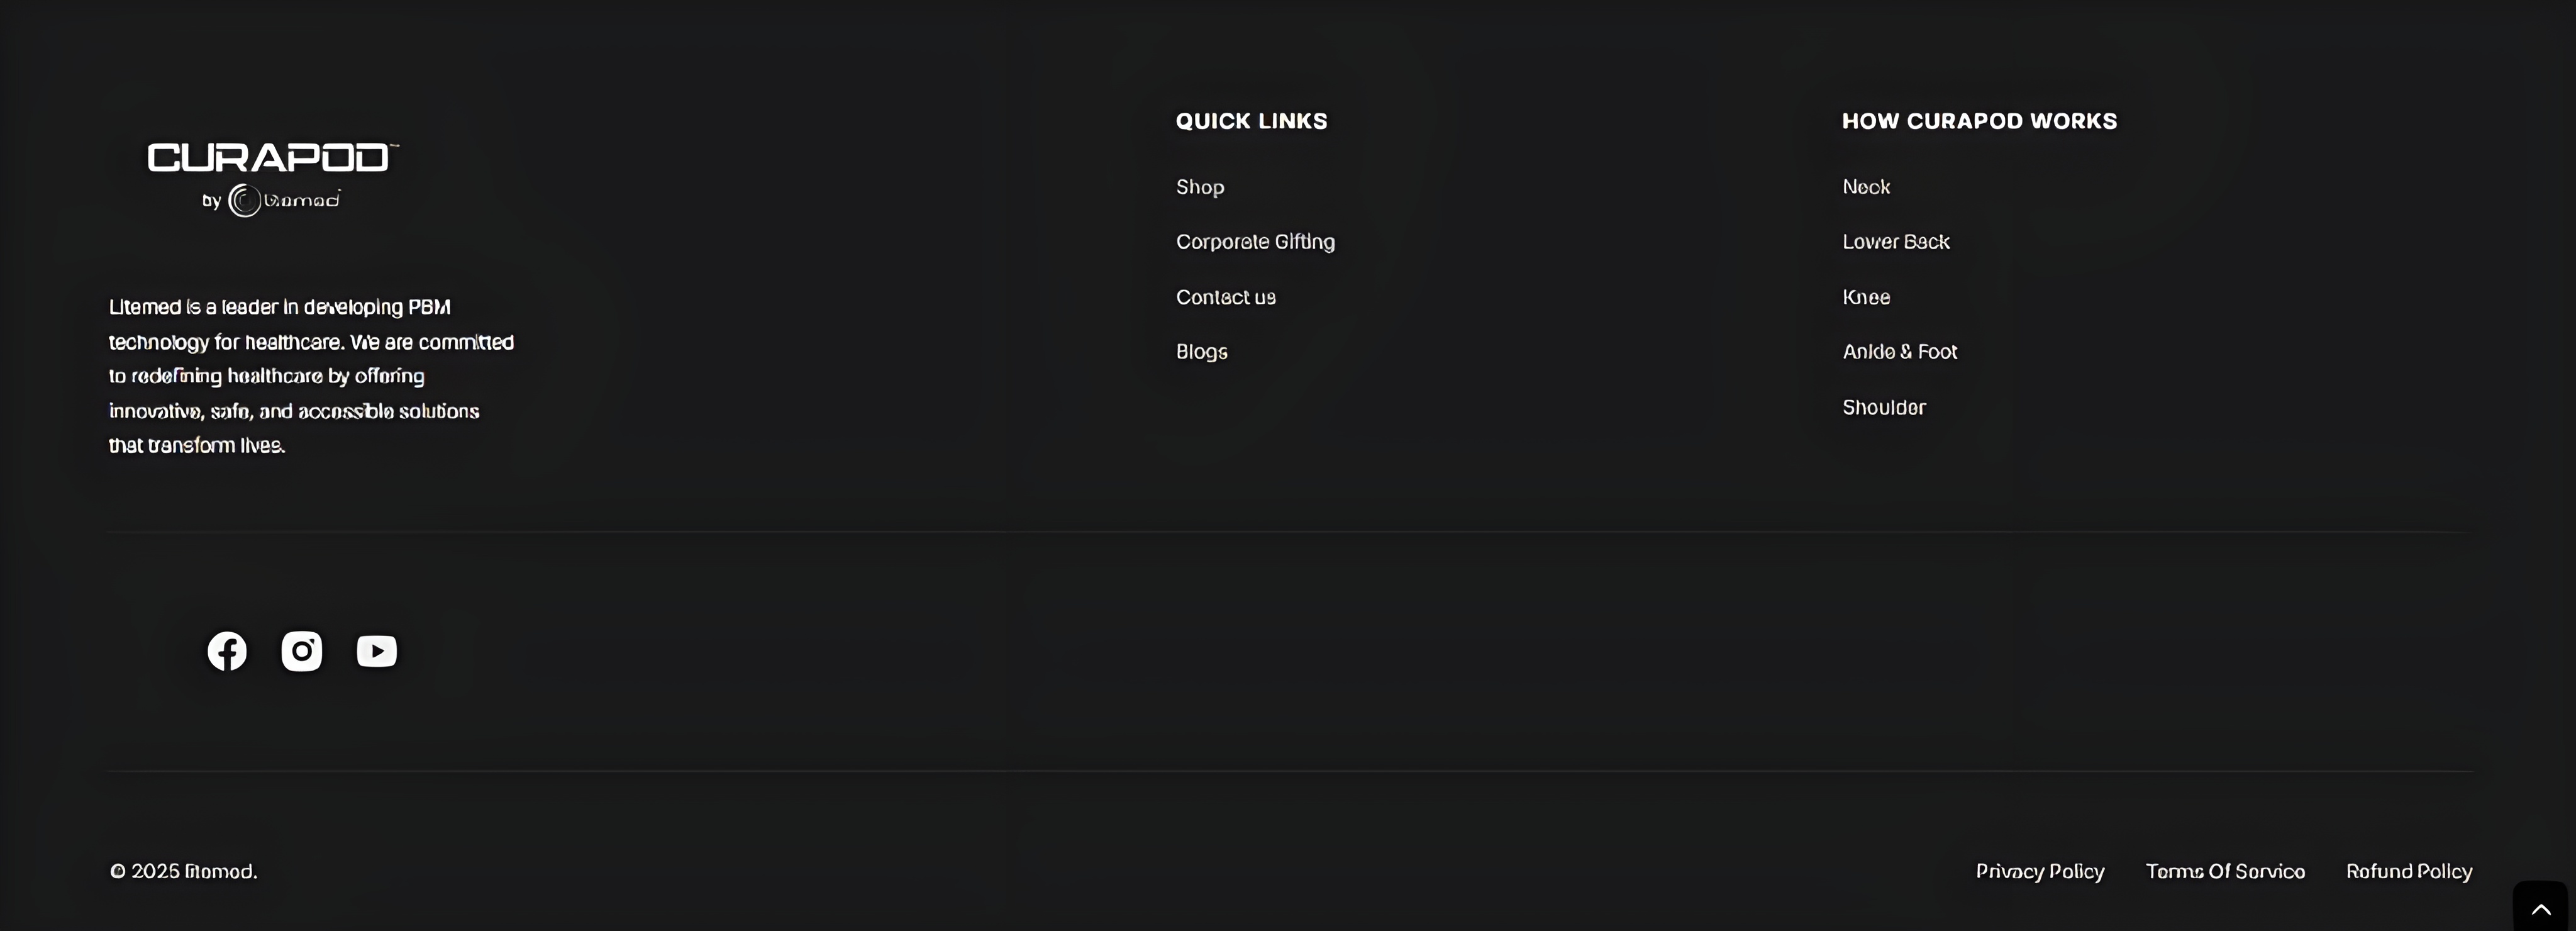 CURAPOD™
by Litemed
Litemed is a leader in developing PBM
technology for healthcare. We are committed
to redefining healthcare by offering
innovative, safe, and accessible solutions
that transform lives.
QUICK LINKS
Shop
Corporate Gifting
Contact us
Blogs
HOW CURAPOD WORKS
Neck
Lower Back
Knee
Ankle & Foot
Shoulder
© 2025 Litemed.
Privacy Policy
Terms Of Service
Refund Policy